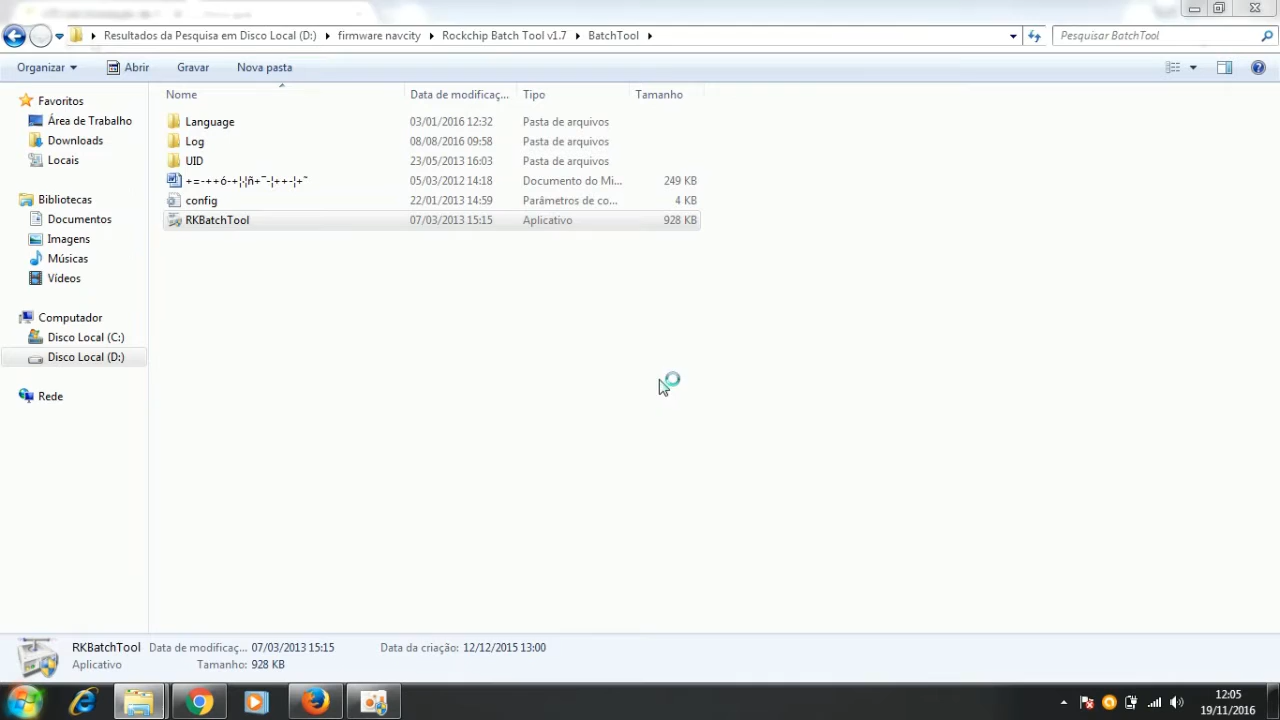 Resultados da Pesquisa em Disco Local (D:) firmware navcity Rockchip Batch Tool v1.7 BatchTool Pesquisar BatchTool
Organizar Abrir Gravar Nova pasta
Nome Data de modificaç... Tipo Tamanho
Favoritos
Área de Trabalho
Downloads
Locais
Bibliotecas
Documentos
Imagens
Músicas
Vídeos
Computador
Disco Local (C:)
Disco Local (D:)
Rede
Language 03/01/2016 12:32 Pasta de arquivos
Log 08/08/2016 09:58 Pasta de arquivos
UID 23/05/2013 16:03 Pasta de arquivos
05/03/2012 14:18 Documento do Mi... 249 KB
config 22/01/2013 14:59 Parâmetros de co... 4 KB
RKBatchTool 07/03/2013 15:15 Aplicativo 928 KB
RKBatchTool Data de modificaç... 07/03/2013 15:15 Data da criação: 12/12/2015 13:00
Aplicativo Tamanho: 928 KB
12:05
19/11/2016